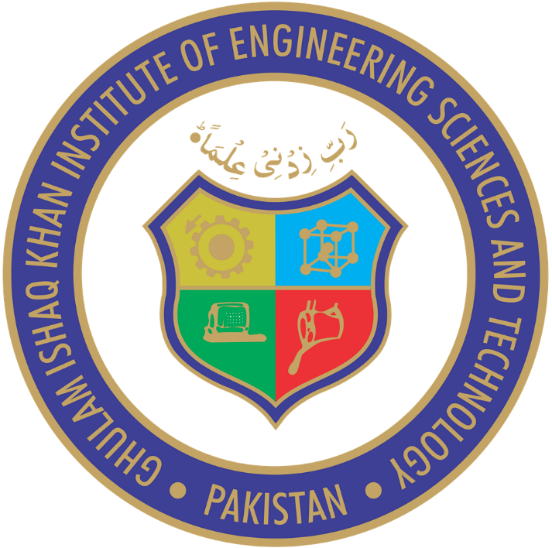 GHULAM ISHAQ KHAN INSTITUTE OF ENGINEERING SCIENCES AND TECHNOLOGY
رَبِّ زِدْنِیْ عِلْمًا
• PAKISTAN •